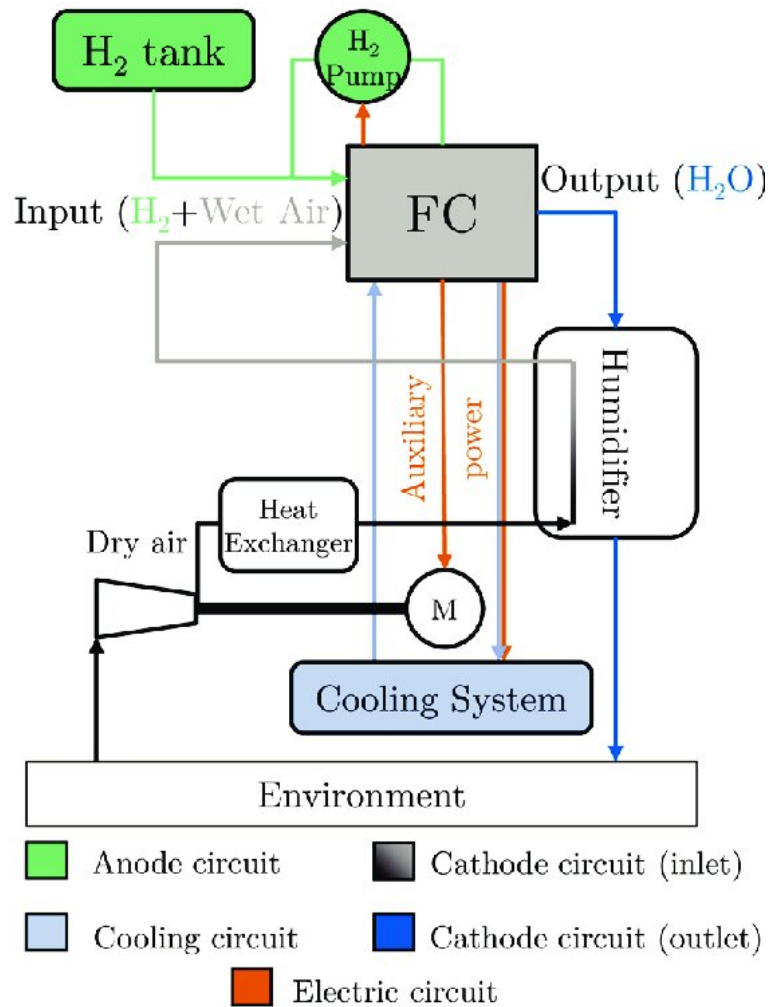 H₂ tank
H₂
Pump
Output (H₂O)
Input (H₂+Wet Air)
FC
Humidifier
Auxiliary
power
Heat
Exchanger
Dry air
M
Cooling System
Environment
Anode circuit
Cathode circuit (inlet)
Cooling circuit
Cathode circuit (outlet)
Electric circuit